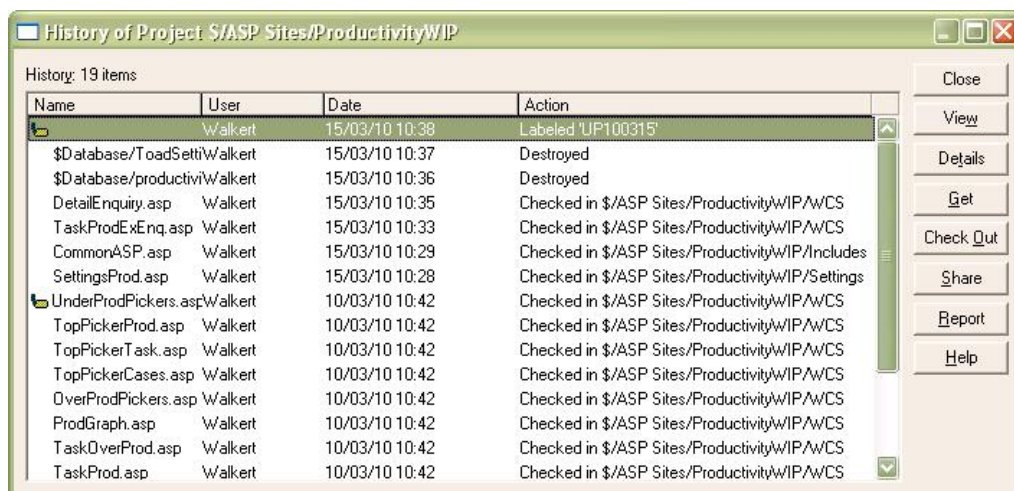 History of Project $/ASP Sites/ProductivityWIP
History: 19 items
Name User Date Action
Walkert 15/03/10 10:38 Labeled 'UP100315'
$Database/ToadSetti Walkert 15/03/10 10:37 Destroyed
$Database/productivi Walkert 15/03/10 10:36 Destroyed
DetailEnquiry.asp Walkert 15/03/10 10:35 Checked in $/ASP Sites/ProductivityWIP/WCS
TaskProdExEnq.asp Walkert 15/03/10 10:33 Checked in $/ASP Sites/ProductivityWIP/WCS
CommonASP.asp Walkert 15/03/10 10:29 Checked in $/ASP Sites/ProductivityWIP/Includes
SettingsProd.asp Walkert 15/03/10 10:28 Checked in $/ASP Sites/ProductivityWIP/Settings
UnderProdPickers.asp Walkert 10/03/10 10:42 Checked in $/ASP Sites/ProductivityWIP/WCS
TopPickerProd.asp Walkert 10/03/10 10:42 Checked in $/ASP Sites/ProductivityWIP/WCS
TopPickerTask.asp Walkert 10/03/10 10:42 Checked in $/ASP Sites/ProductivityWIP/WCS
TopPickerCases.asp Walkert 10/03/10 10:42 Checked in $/ASP Sites/ProductivityWIP/WCS
OverProdPickers.asp Walkert 10/03/10 10:42 Checked in $/ASP Sites/ProductivityWIP/WCS
ProdGraph.asp Walkert 10/03/10 10:42 Checked in $/ASP Sites/ProductivityWIP/WCS
TaskOverProd.asp Walkert 10/03/10 10:42 Checked in $/ASP Sites/ProductivityWIP/WCS
TaskProd.asp Walkert 10/03/10 10:42 Checked in $/ASP Sites/ProductivityWIP/WCS
Close
View
Details
Get
Check Out
Share
Report
Help